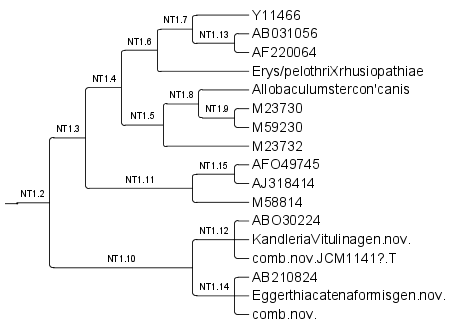 NT1.7
Y11466
NT1.13
AB031056
NT1.6
AF220064
NT1.4
Erys/pelothriXrhusiopathiae
NT1.8
Allobaculumstercon'canis
NT1.9
M23730
NT1.5
M59230
NT1.3
M23732
NT1.15
AFO49745
NT1.11
AJ318414
NT1.2
M58814
ABO30224
NT1.12
KandleriaVitulinagen.nov.
NT1.10
comb.nov.JCM1141?.T
AB210824
NT1.14
Eggerthiacatenaformisgen.nov.
comb.nov.